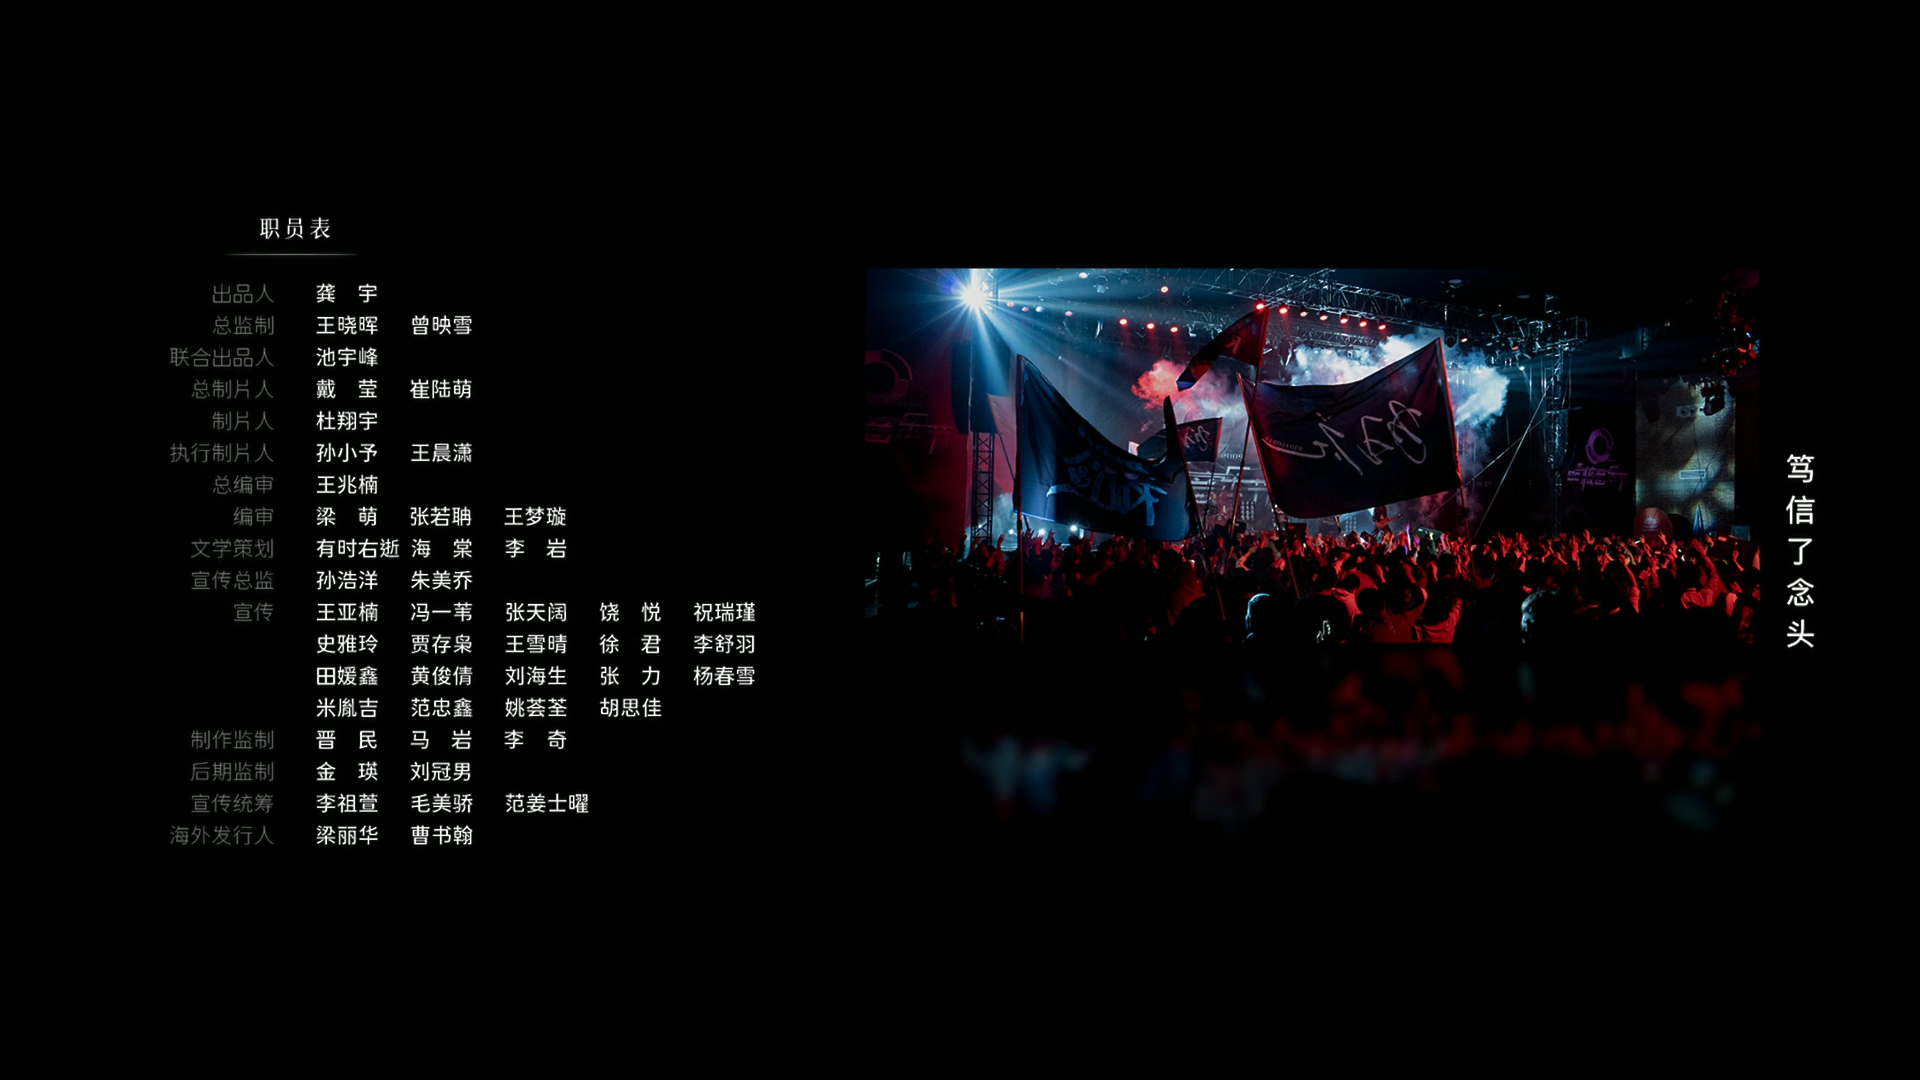 职员表
出品人 龚 宇
总监制 王晓晖 曾映雪
联合出品人 池宇峰
总制片人 戴 莹 崔陆萌
制片人 杜翔宇
执行制片人 孙小予 王晨潇
总编审 王兆楠
编审 梁 萌 张若聃 王梦璇
文学策划 有时右逝 海 棠 李 岩
宣传总监 孙浩洋 朱美乔
宣传 王亚楠 冯一苇 张天阔 饶 悦 祝瑞瑾
史雅玲 贾存枭 王雪晴 徐 君 李舒羽
田媛鑫 黄俊倩 刘海生 张 力 杨春雪
米胤吉 范忠鑫 姚荟荃 胡思佳
制作监制 晋 民 马 岩 李 奇
后期监制 金 瑛 刘冠男
宣传统筹 李祖萱 毛美骄 范姜士曜
海外发行人 梁丽华 曹书翰
笃信了念头